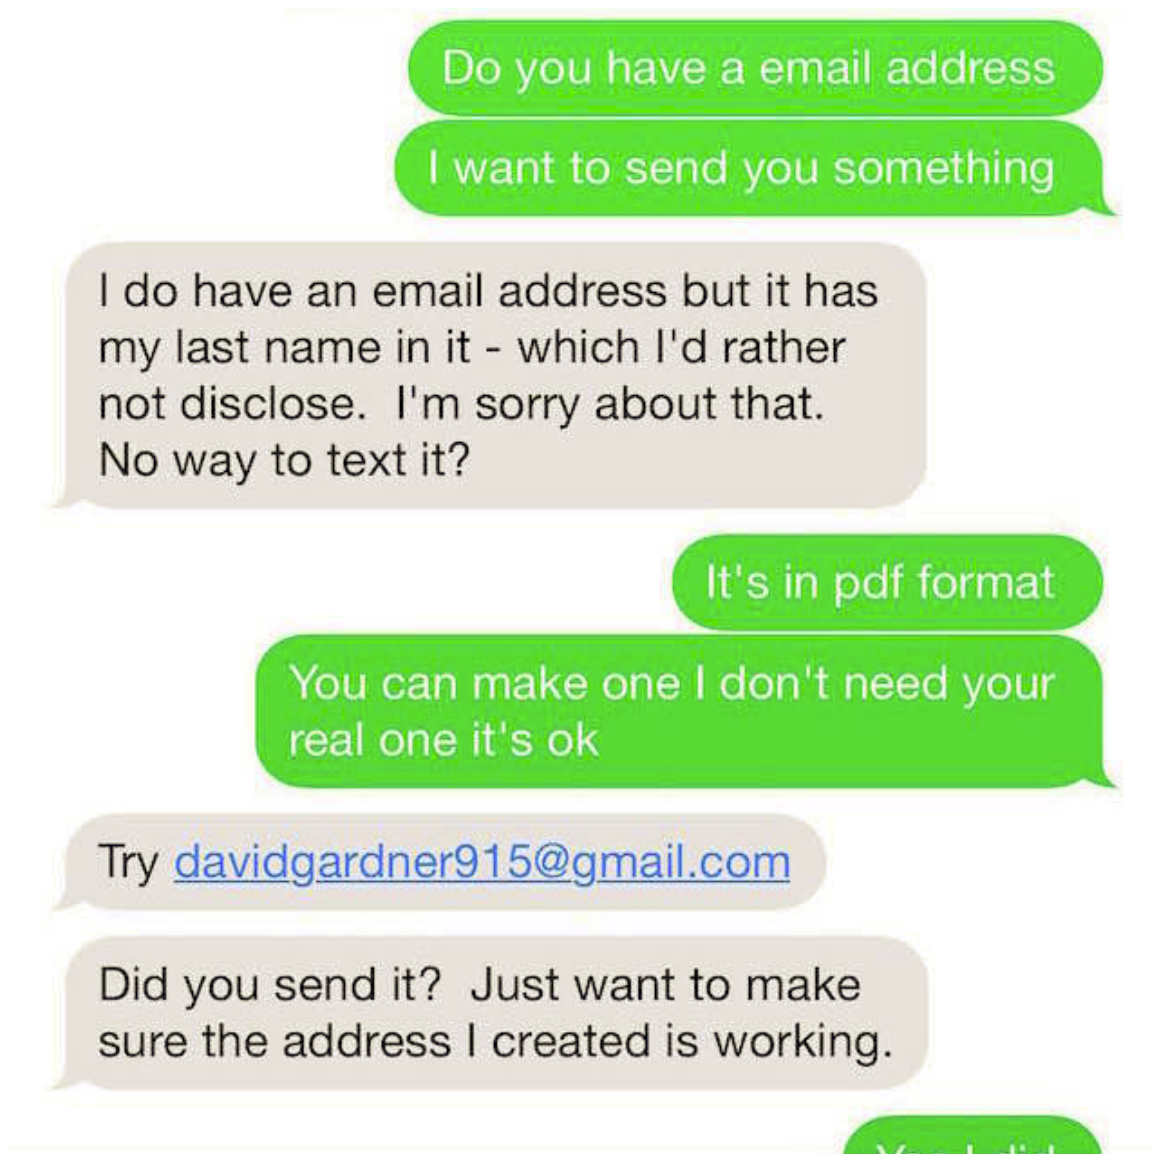 Do you have a email address
I want to send you something
I do have an email address but it has
my last name in it - which I'd rather
not disclose.  I'm sorry about that.
No way to text it?
It's in pdf format
You can make one I don't need your
real one it's ok
Try davidgardner915@gmail.com
Did you send it?  Just want to make
sure the address I created is working.